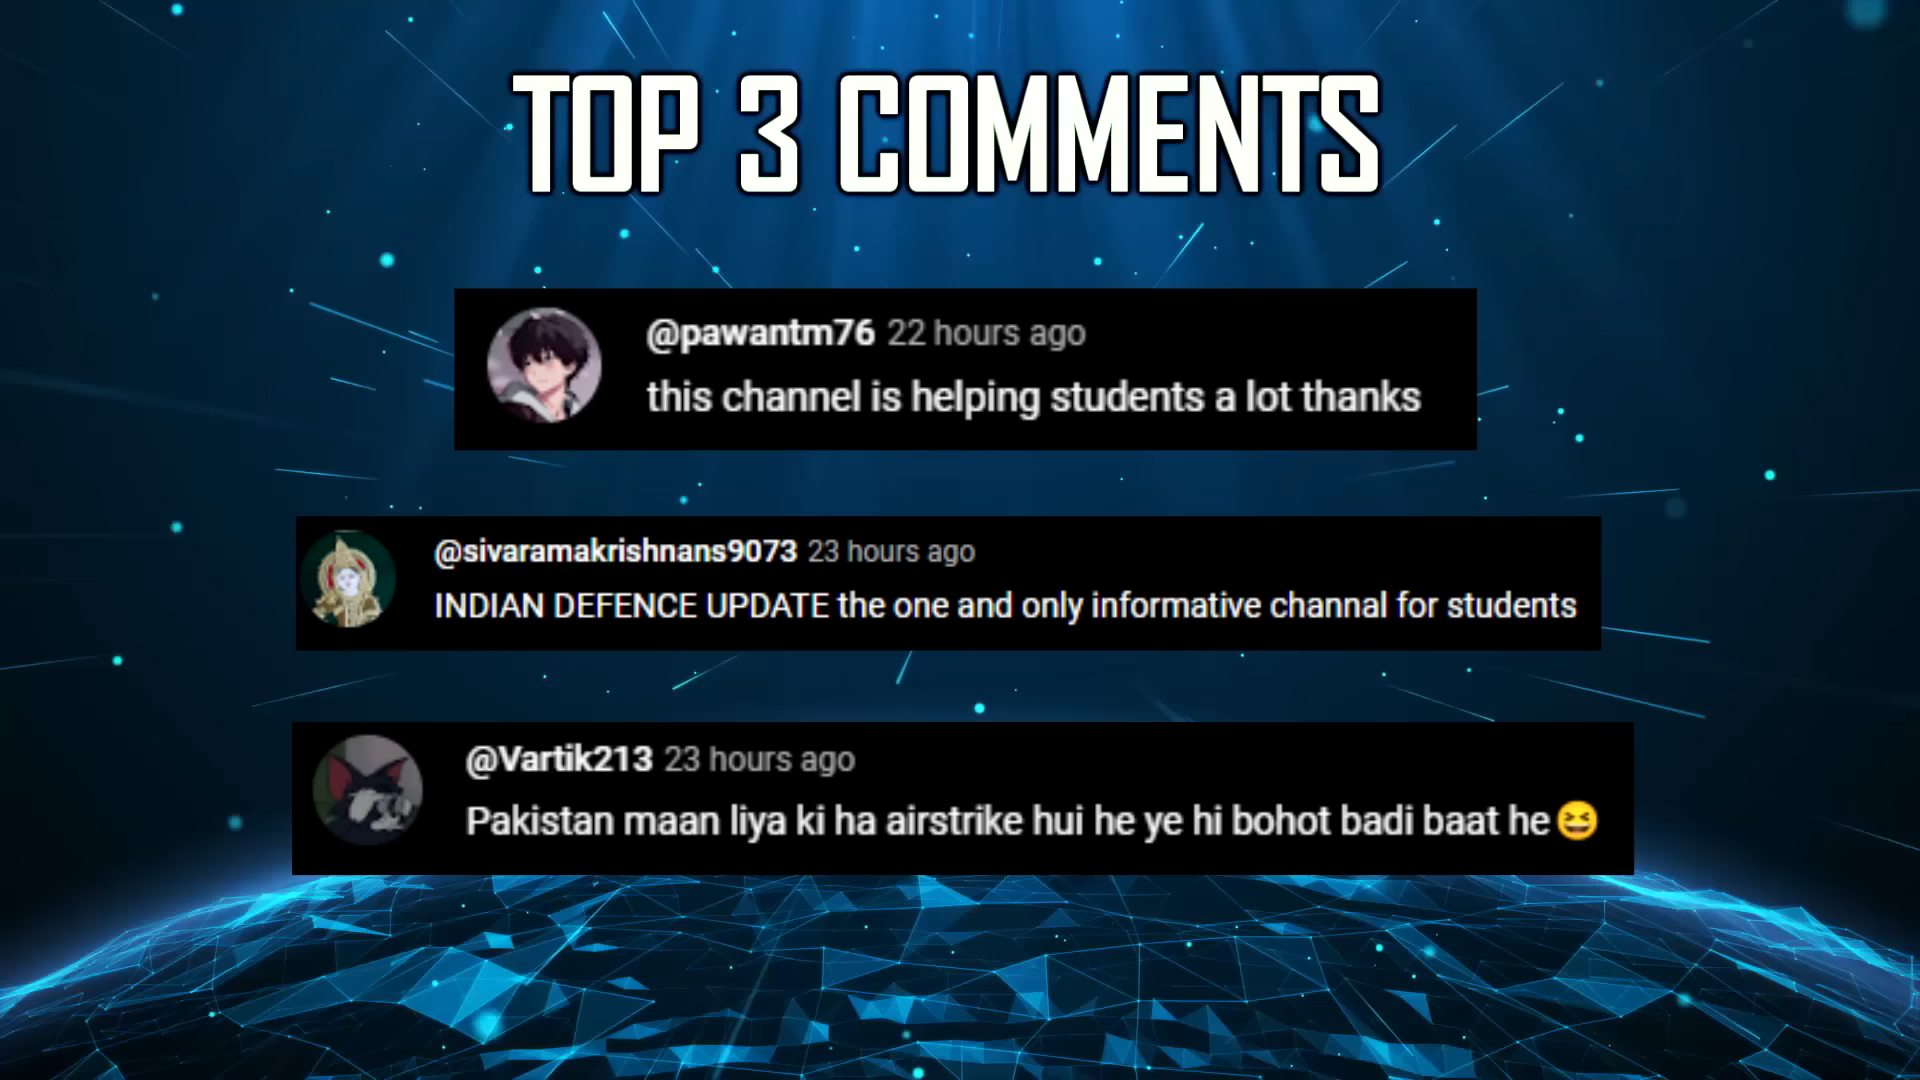 TOP 3 COMMENTS
@pawantm76 22 hours ago
this channel is helping students a lot thanks
@sivaramakrishnans9073 23 hours ago
INDIAN DEFENCE UPDATE the one and only informative channal for students
@Vartik213 23 hours ago
Pakistan maan liya ki ha airstrike hui he ye hi bohot badi baat he😆